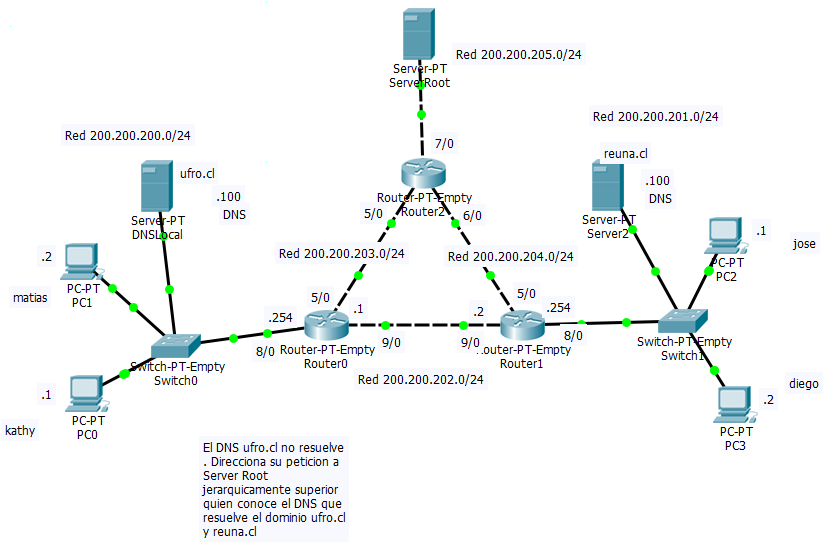 Red 200.200.205.0/24
Server-PT
ServerRoot
Red 200.200.201.0/24
Red 200.200.200.0/24
7/0
reuna.cl
ufro.cl
.100
DNS
.100
DNS
Router-PT-Empty
Router2
Server-PT
DNSLocal
Server-PT
Server2
5/0
6/0
.1
jose
.2
Red 200.200.203.0/24
Red 200.200.204.0/24
PC-PT
PC2
PC-PT
PC1
matias
5/0
.1
.2
5/0
.254
.254
8/0
9/0
9/0
8/0
Router-PT-Empty
Router0
Router-PT-Empty
Router1
Switch-PT-Empty
Switch0
Switch-PT-Empty
Switch1
Red 200.200.202.0/24
diego
.1
.2
PC-PT
PC0
kathy
PC-PT
PC3
El DNS ufro.cl no resuelve
. Direcciona su peticion a
Server Root
jerarquicamente superior
quien conoce el DNS que
resuelve el dominio ufro.cl
y reuna.cl